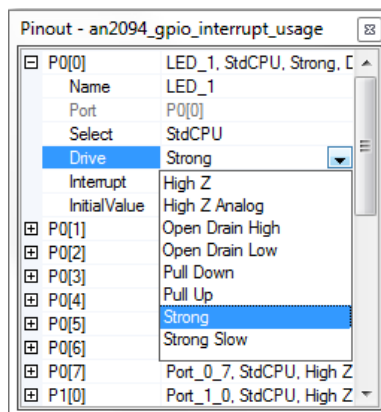 Pinout - an2094_gpio_interrupt_usage
P0[0] LED_1, StdCPU, Strong, D
Name LED_1
Port P0[0]
Select StdCPU
Drive Strong
Interrupt High Z
InitialValue High Z Analog
P0[1] Open Drain High
P0[2] Open Drain Low
P0[3] Pull Down
P0[4] Pull Up
P0[5] Strong
P0[6] Strong Slow
P0[7] Port_0_7, StdCPU, High Z
P1[0] Port_1_0, StdCPU, High Z